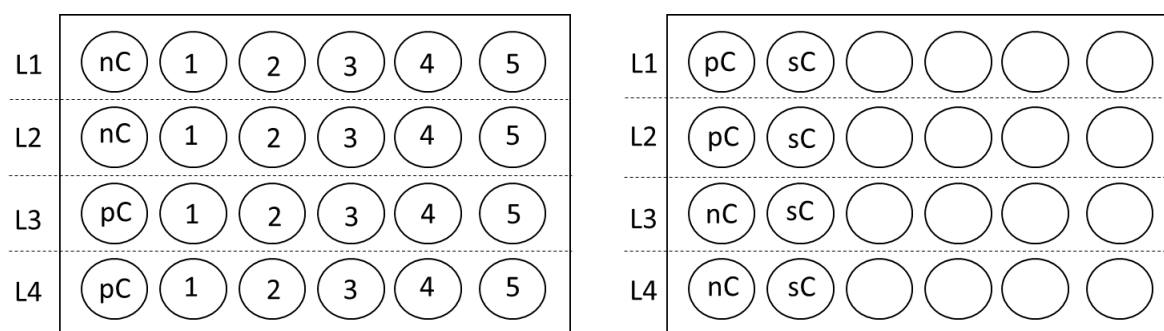 L1 nC 1 2 3 4 5
L2 nC 1 2 3 4 5
L3 pC 1 2 3 4 5
L4 pC 1 2 3 4 5
L1 pC sC
L2 pC sC
L3 nC sC
L4 nC sC